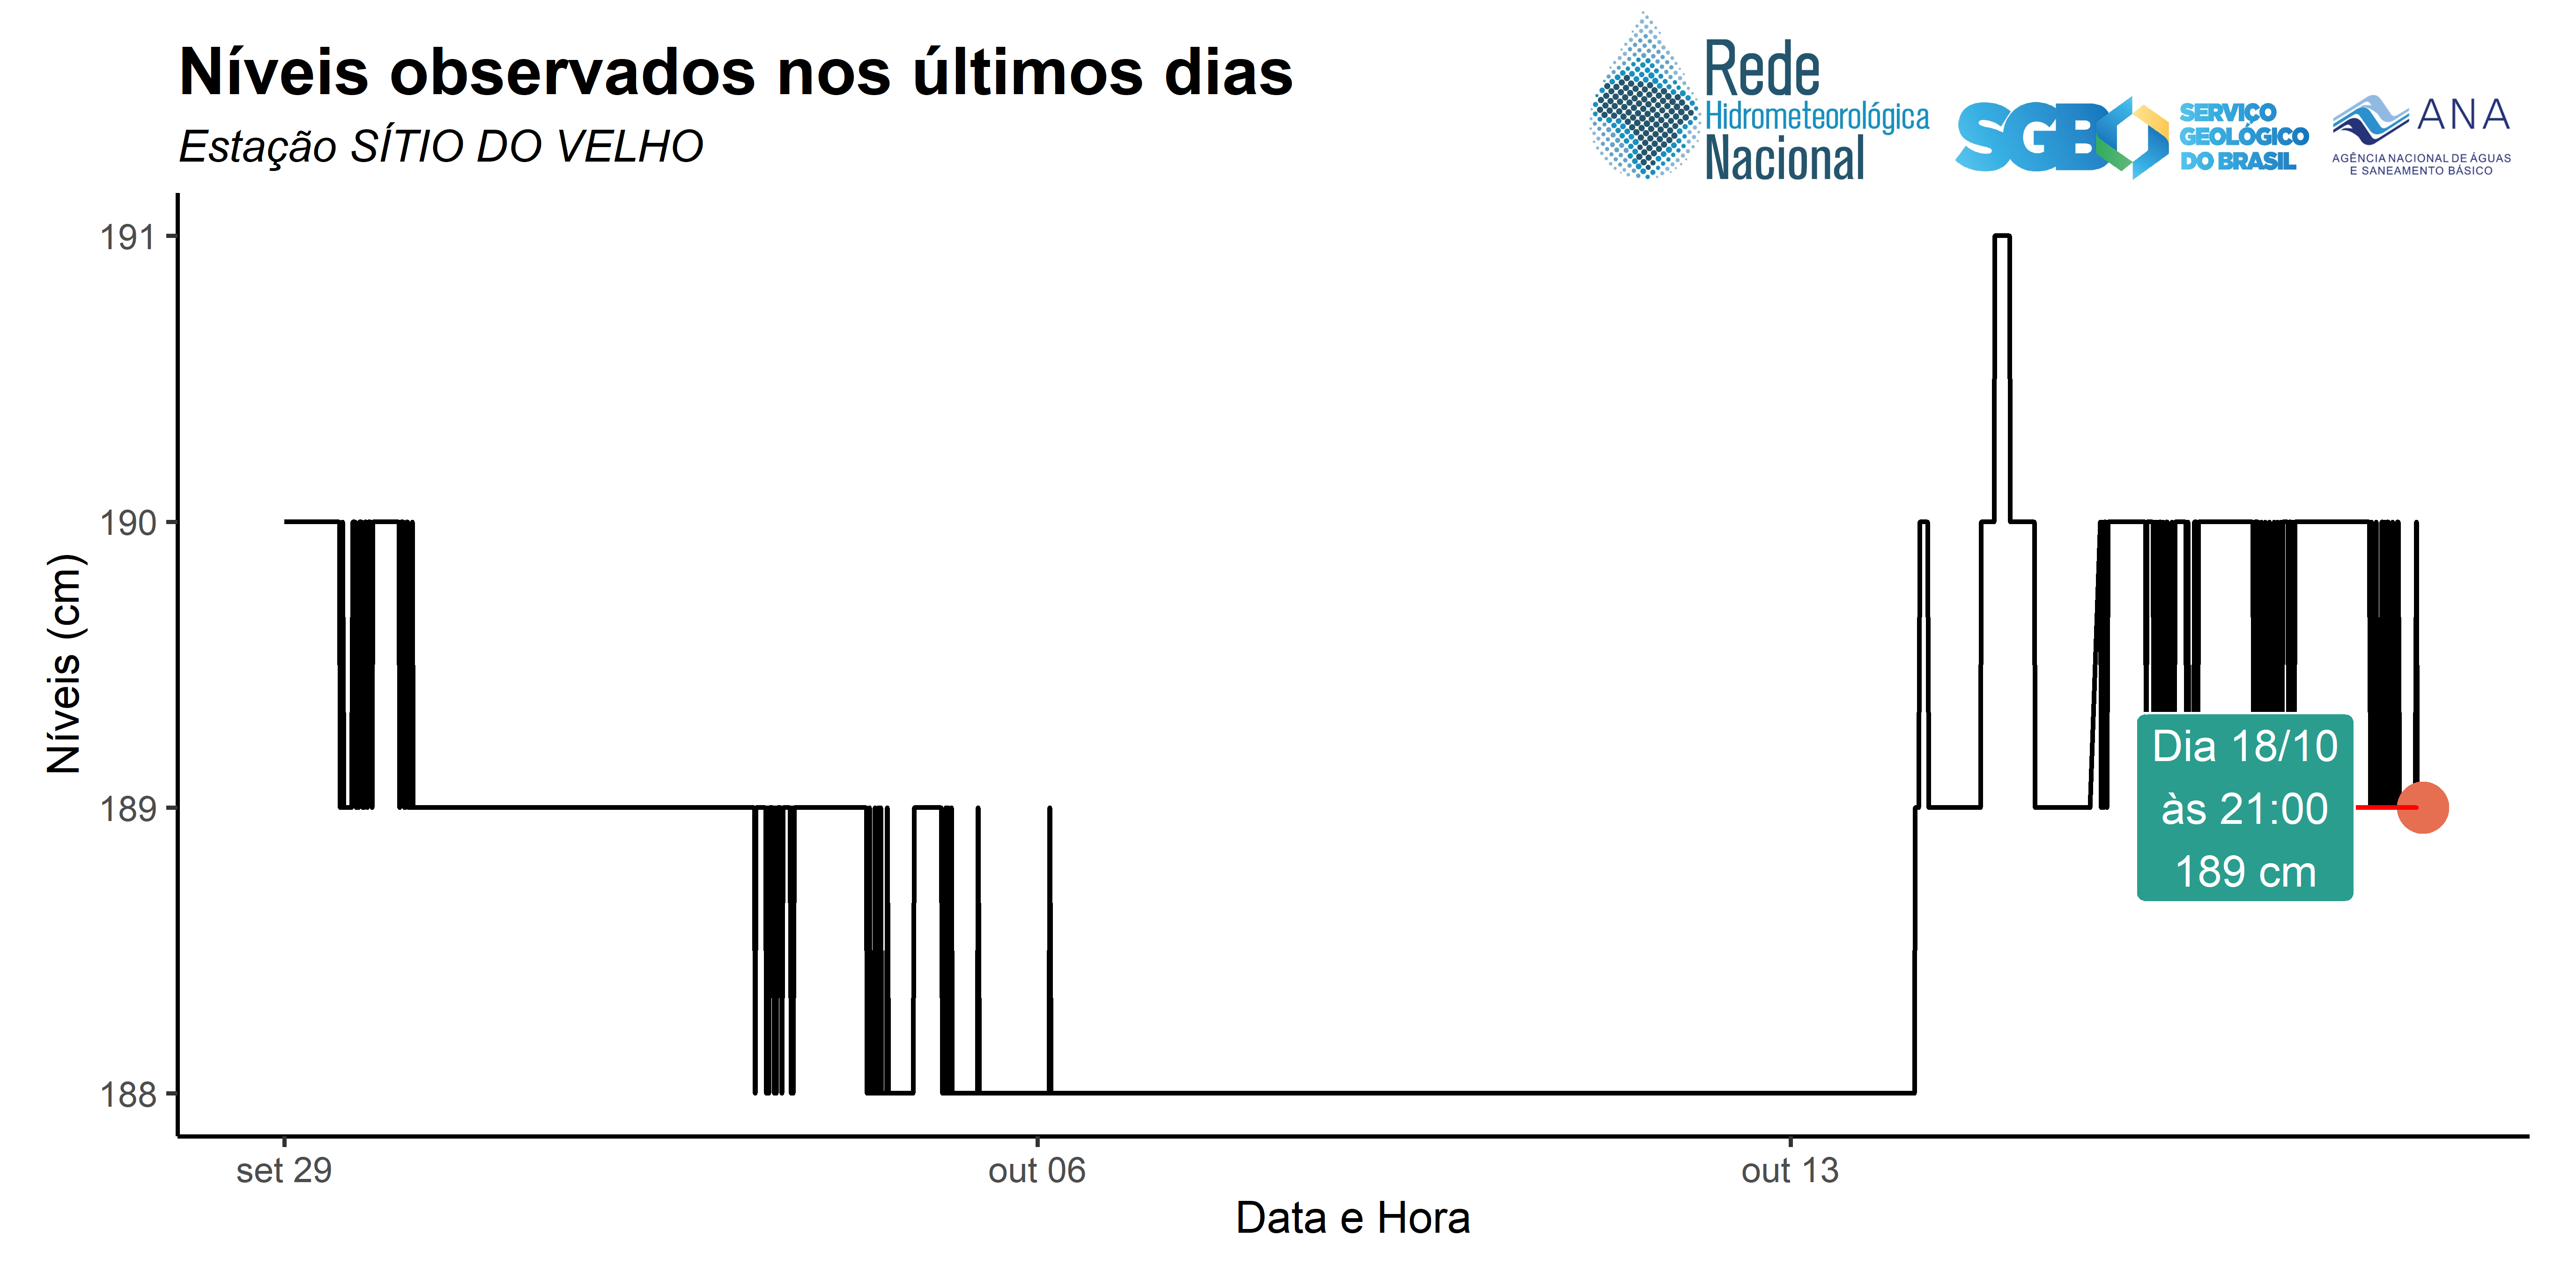 Níveis observados nos últimos dias
Estação SÍTIO DO VELHO
Rede
Hidrometeorológica
Nacional
SGB
SERVIÇO
GEOLÓGICO
DO BRASIL
ANA
AGÊNCIA NACIONAL DE ÁGUAS
E SANEAMENTO BÁSICO
Níveis (cm)
191
190
189
188
Dia 18/10
às 21:00
189 cm
set 29
out 06
out 13
Data e Hora